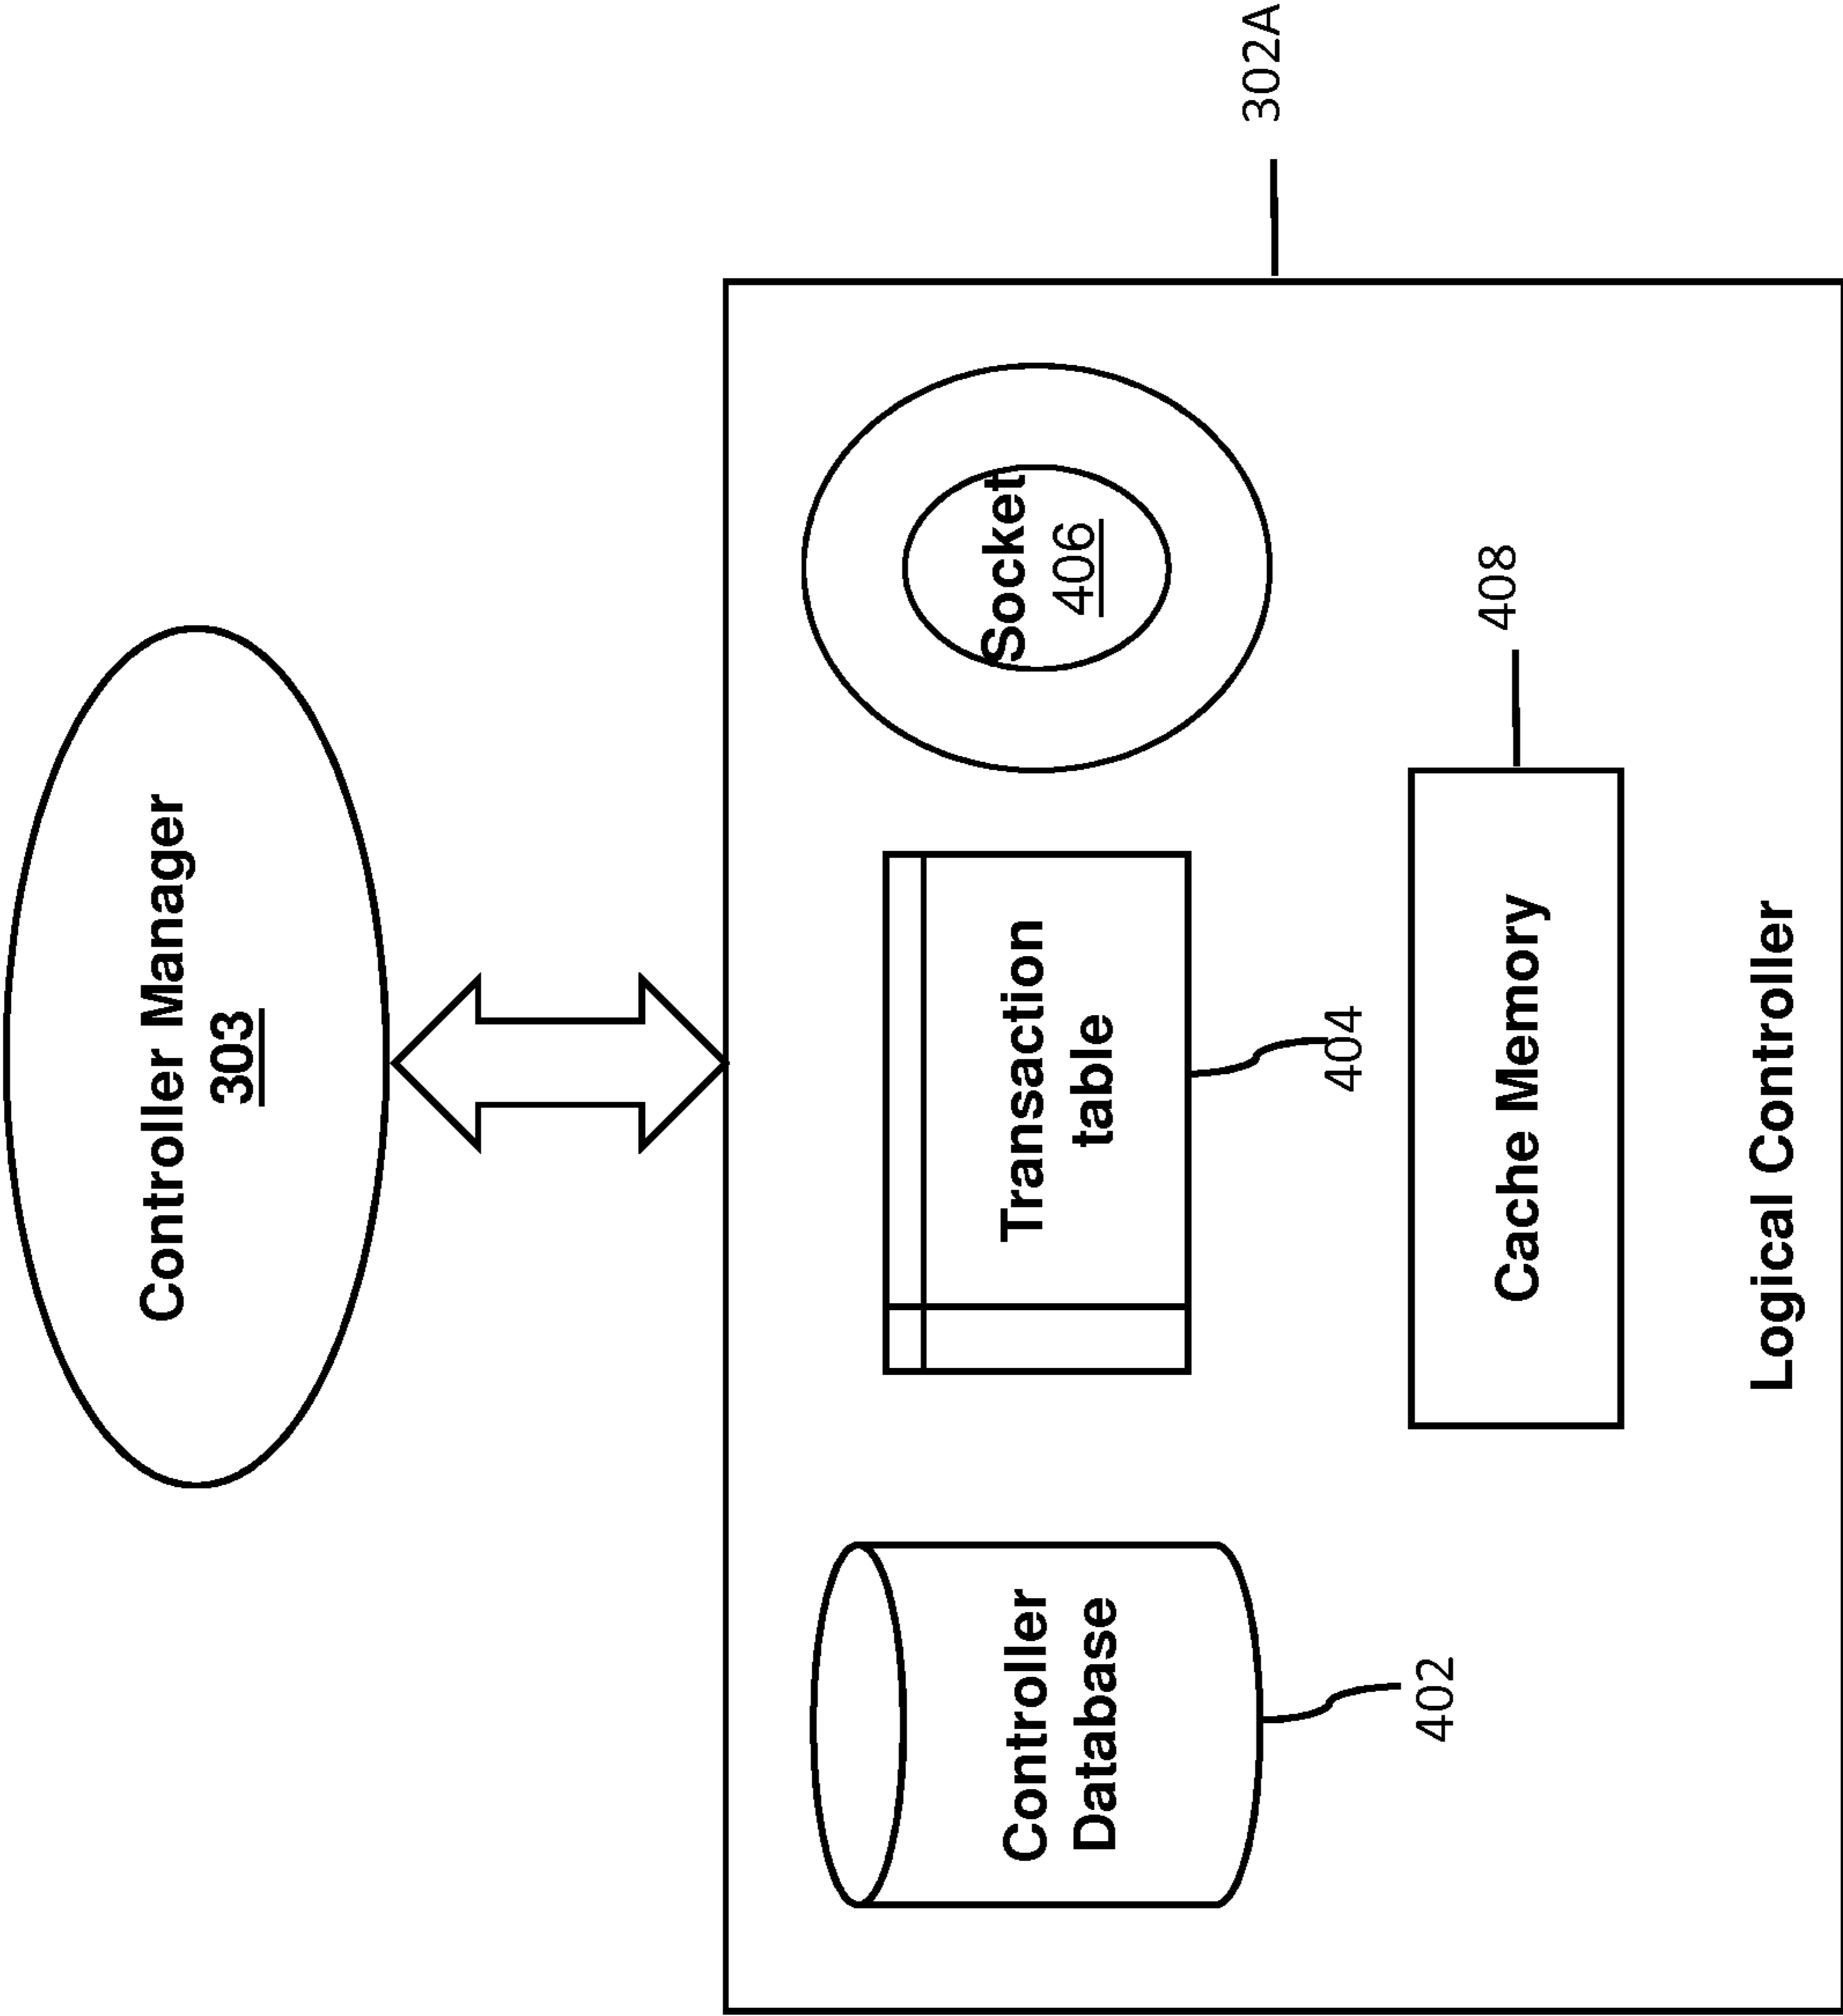 Controller Manager
303
302A
Controller
Database
402
Transaction
table
404
Socket
406
Cache Memory
408
Logical Controller